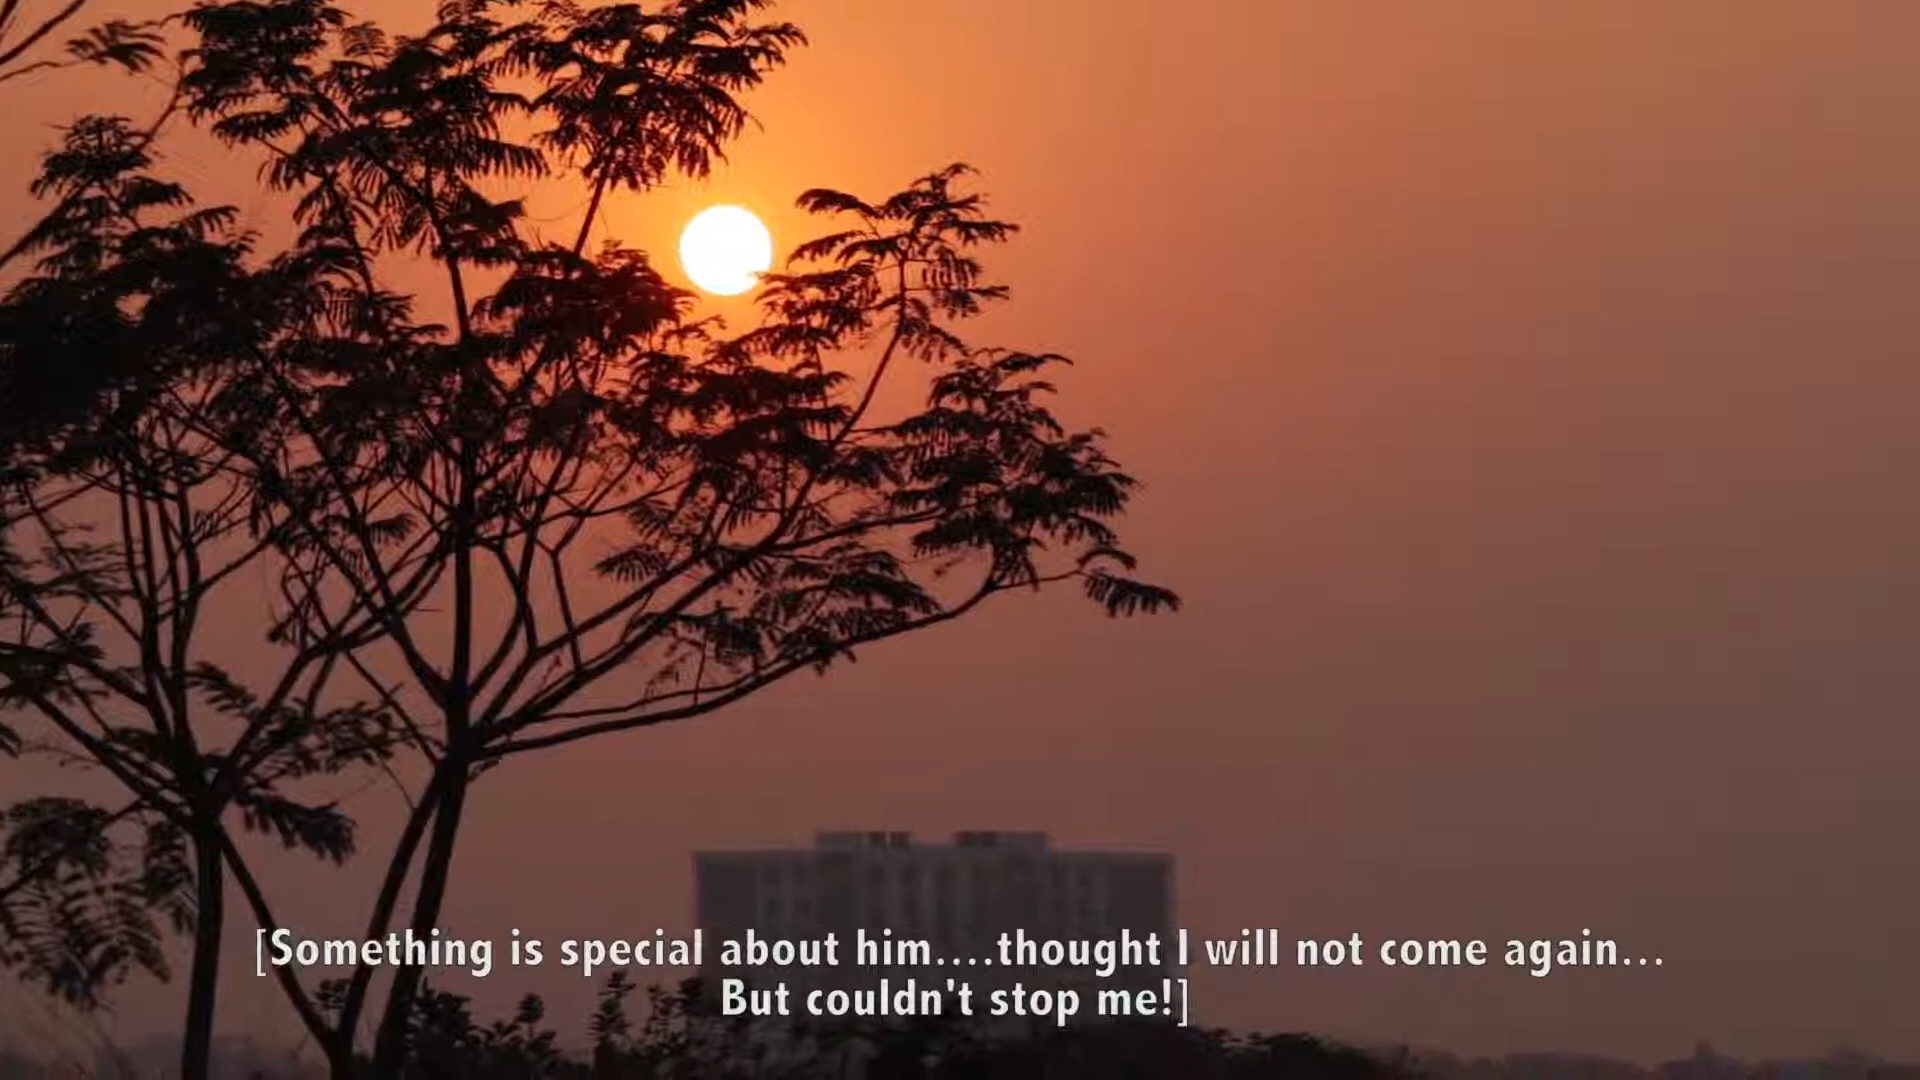 [Something is special about him....thought I will not come again...
But couldn't stop me!]